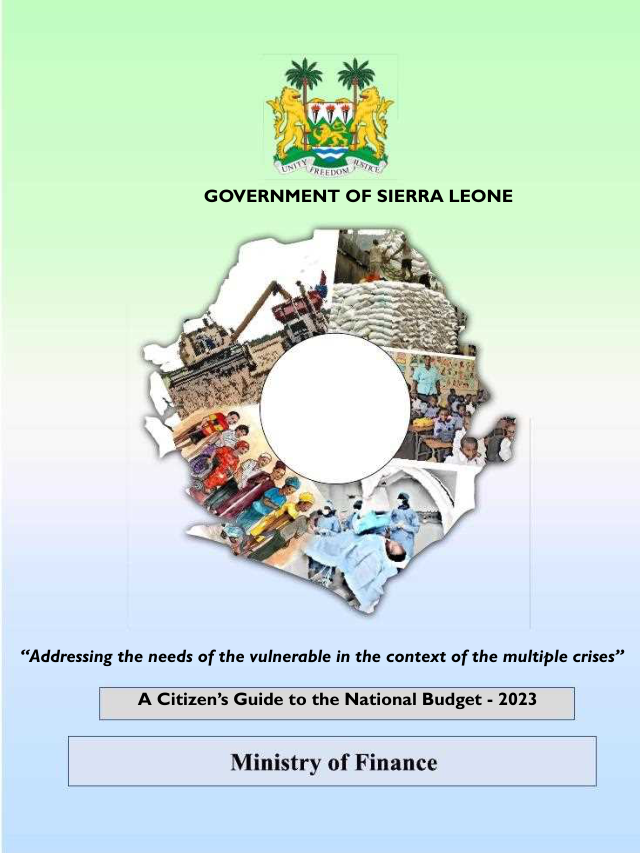 UNITY FREEDOM JUSTICE
GOVERNMENT OF SIERRA LEONE
“Addressing the needs of the vulnerable in the context of the multiple crises”
A Citizen’s Guide to the National Budget - 2023
Ministry of Finance